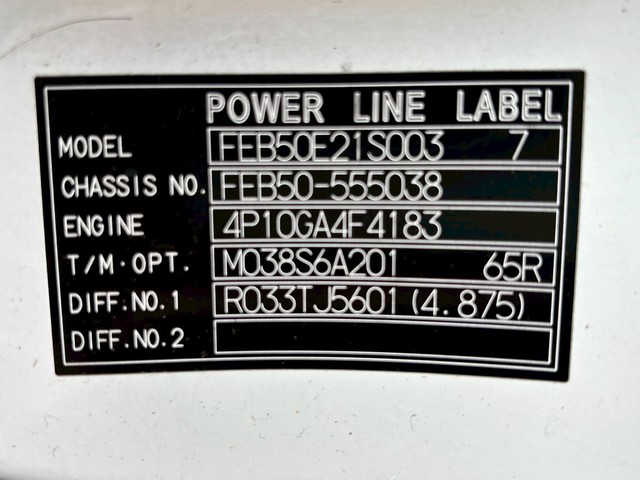 POWER LINE LABEL
MODEL FEB50E21S003 7
CHASSIS NO. FEB50-555038
ENGINE 4P10GA4F4183
T/M·OPT. M038S6A201 65R
DIFF.NO.1 R033TJ5601(4.875)
DIFF.NO.2